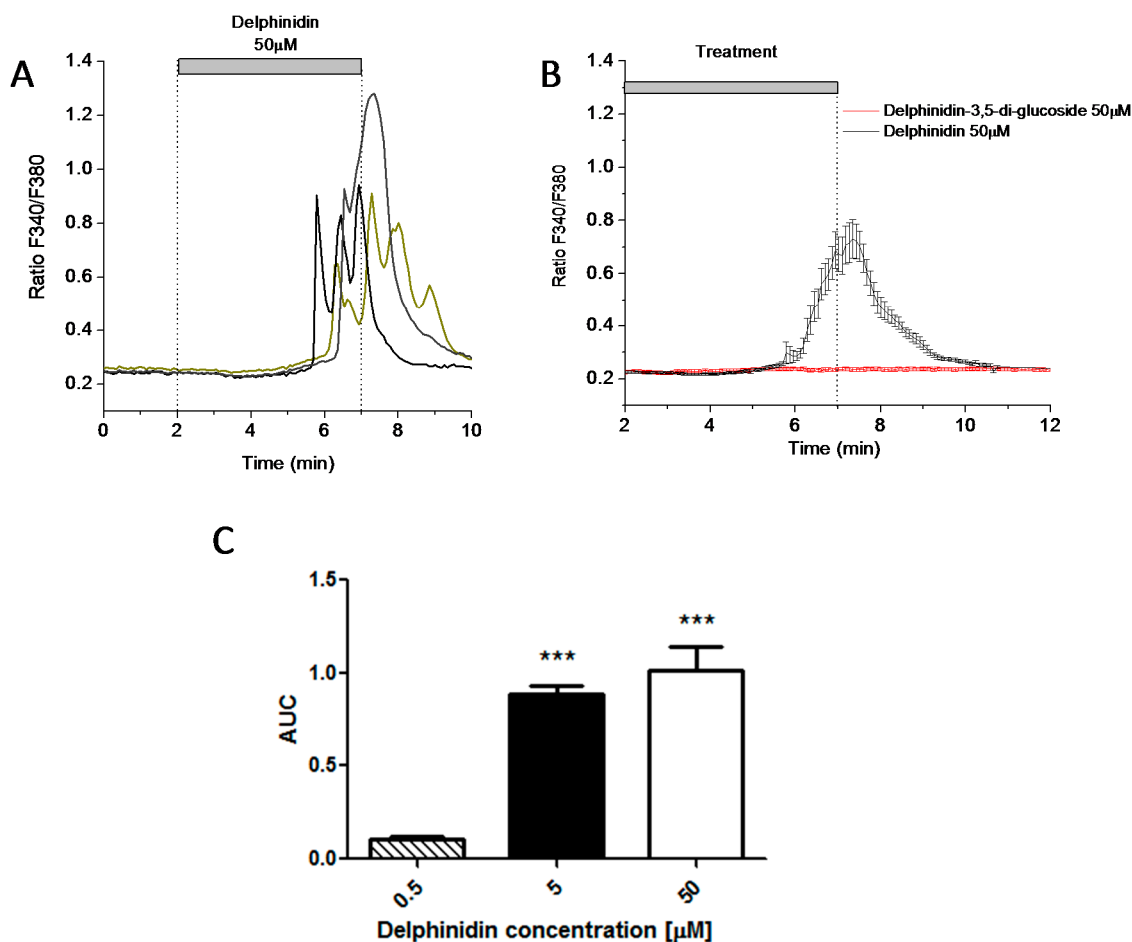 A
Delphinidin
50μM
1.4
1.2
1.0
0.8
0.6
0.4
0.2
Ratio F340/F380
0 2 4 6 8 10
Time (min)
B
Treatment
1.4
1.2
1.0
0.8
0.6
0.4
0.2
Ratio F340/F380
Delphinidin-3,5-di-glucoside 50μM
Delphinidin 50μM
2 4 6 8 10 12
Time (min)
C
1.5
1.0
0.5
0.0
AUC
***
***
0.5 5 50
Delphinidin concentration [μM]